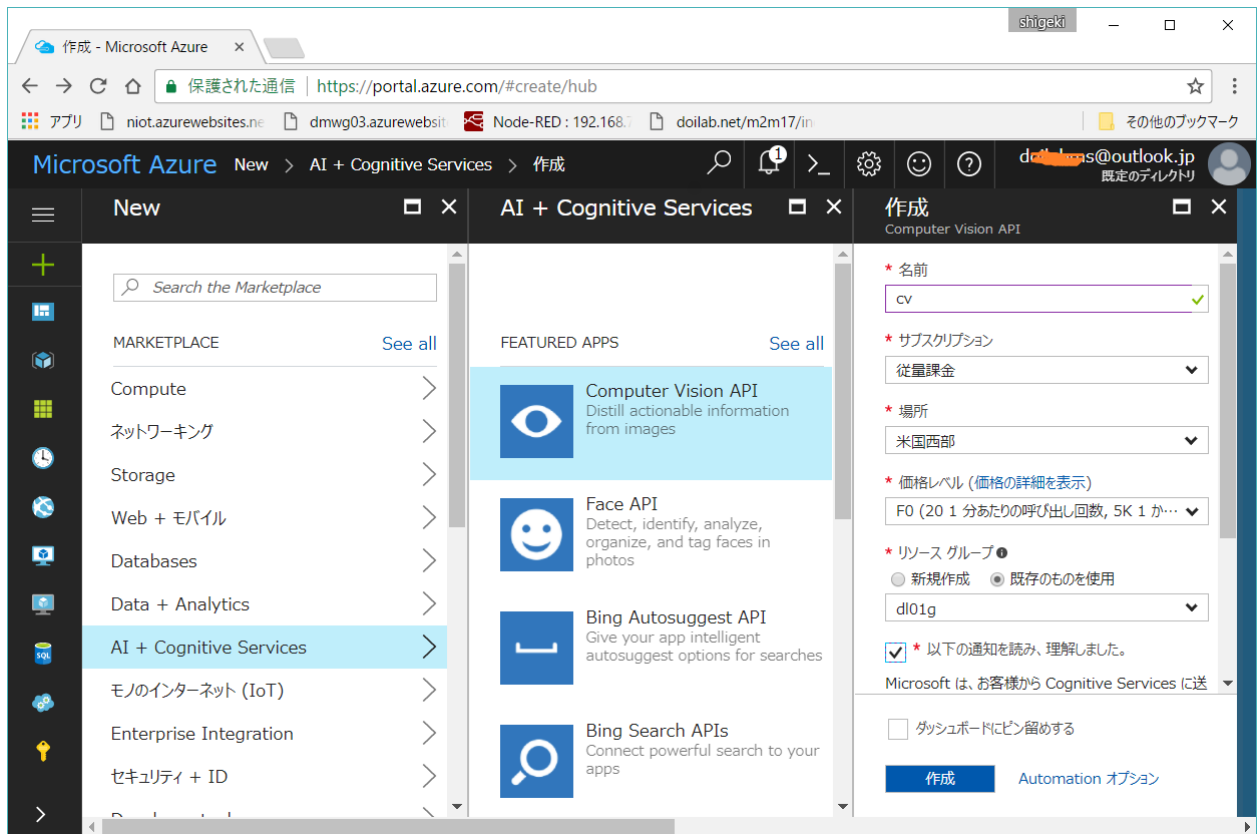 shigeki
作成 - Microsoft Azure
保護された通信 https://portal.azure.com/#create/hub
アプリ niot.azurewebsites.ne dmwg03.azurewebsit Node-RED : 192.168. doilab.net/m2m17/in その他のブックマーク
Microsoft Azure New > AI + Cognitive Services > 作成 1 s@outlook.jp
既定のディレクトリ
New
Search the Marketplace
MARKETPLACE See all
Compute
ネットワーキング
Storage
Web + モバイル
Databases
Data + Analytics
AI + Cognitive Services
モノのインターネット (IoT)
Enterprise Integration
セキュリティ + ID
AI + Cognitive Services
FEATURED APPS See all
Computer Vision API
Distill actionable information
from images
Face API
Detect, identify, analyze,
organize, and tag faces in
photos
Bing Autosuggest API
Give your app intelligent
autosuggest options for searches
Bing Search APIs
Connect powerful search to your
apps
SQL
作成
Computer Vision API
* 名前
cv
* サブスクリプション
従量課金
* 場所
米国西部
* 価格レベル (価格の詳細を表示)
F0 (20 1 分あたりの呼び出し回数, 5K 1 か…
* リソース グループ
新規作成 既存のものを使用
dl01g
* 以下の通知を読み、理解しました。
Microsoft は、お客様から Cognitive Services に送
ダッシュボードにピン留めする
作成 Automation オプション